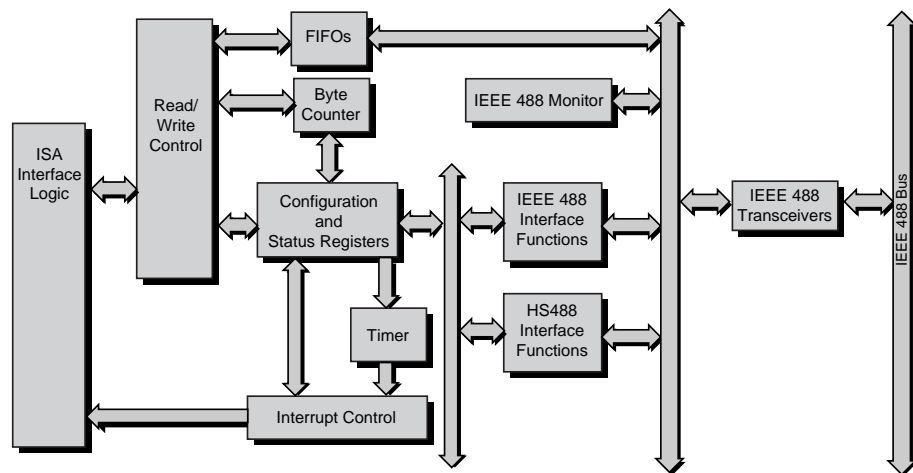 FIFOs
Read/
Write
Control
Byte
Counter
IEEE 488 Monitor
ISA
Interface
Logic
Configuration
and
Status Registers
IEEE 488
Interface
Functions
IEEE 488
Transceivers
IEEE 488 Bus
HS488
Interface
Functions
Timer
Interrupt Control